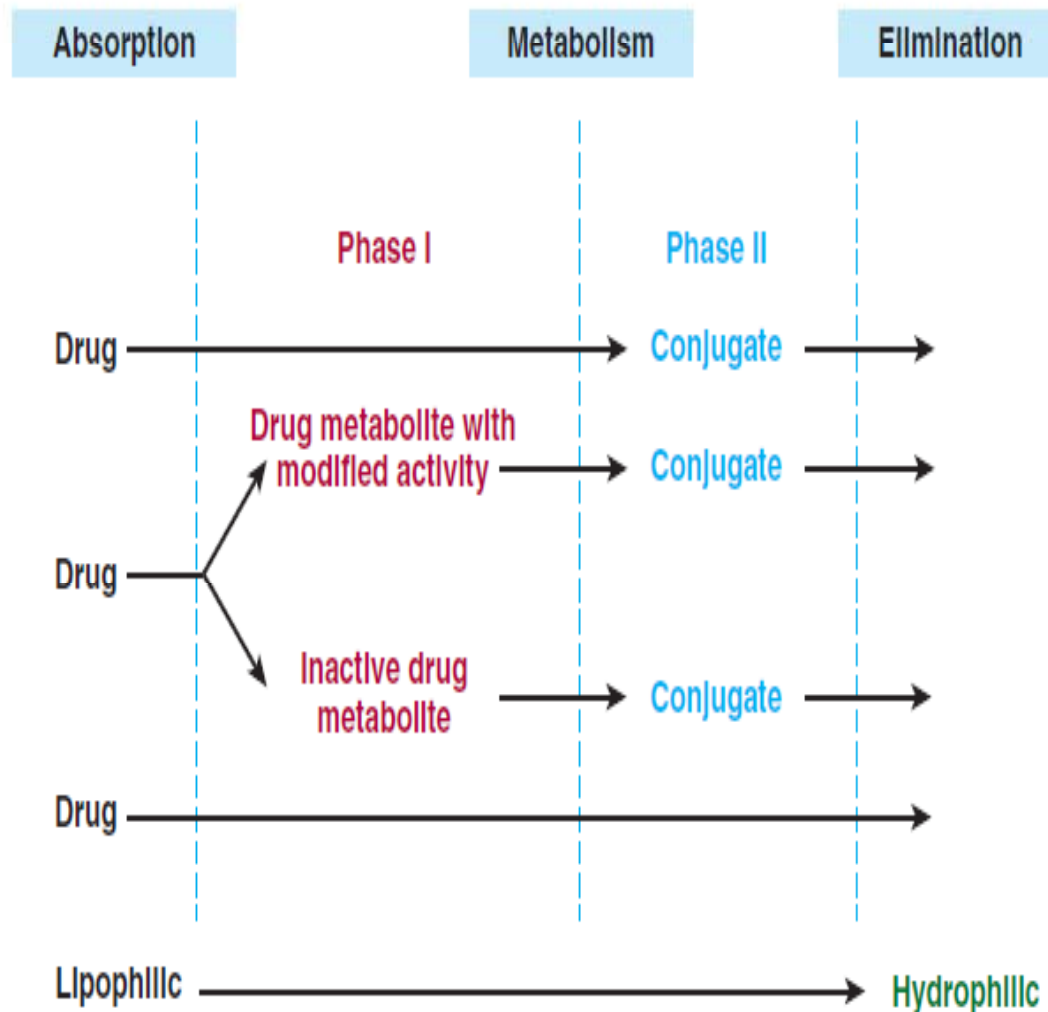 Absorption
Metabolism
Elimination
Phase I
Phase II
Drug
Conjugate
Drug metabolite with
modified activity
Conjugate
Drug
Inactive drug
metabolite
Conjugate
Drug
Lipophilic
Hydrophilic